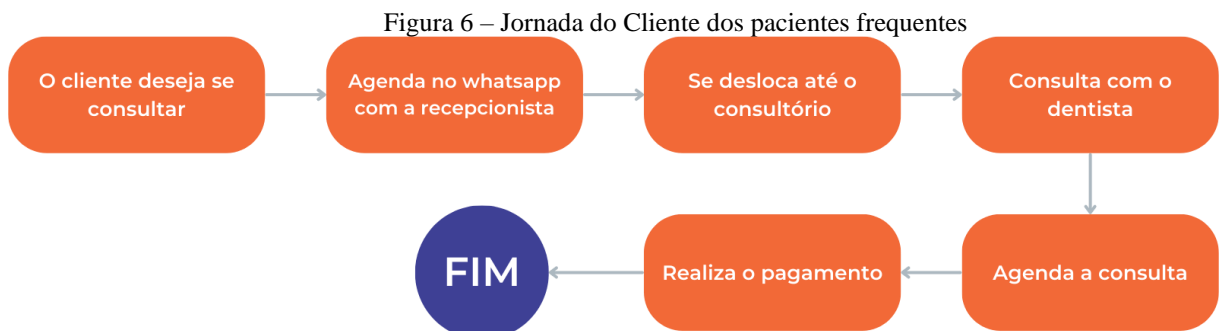 Figura 6 – Jornada do Cliente dos pacientes frequentes
O cliente deseja se
consultar
Agenda no whatsapp
com a recepcionista
Se desloca até o
consultório
Consulta com o
dentista
Agenda a consulta
Realiza o pagamento
FIM